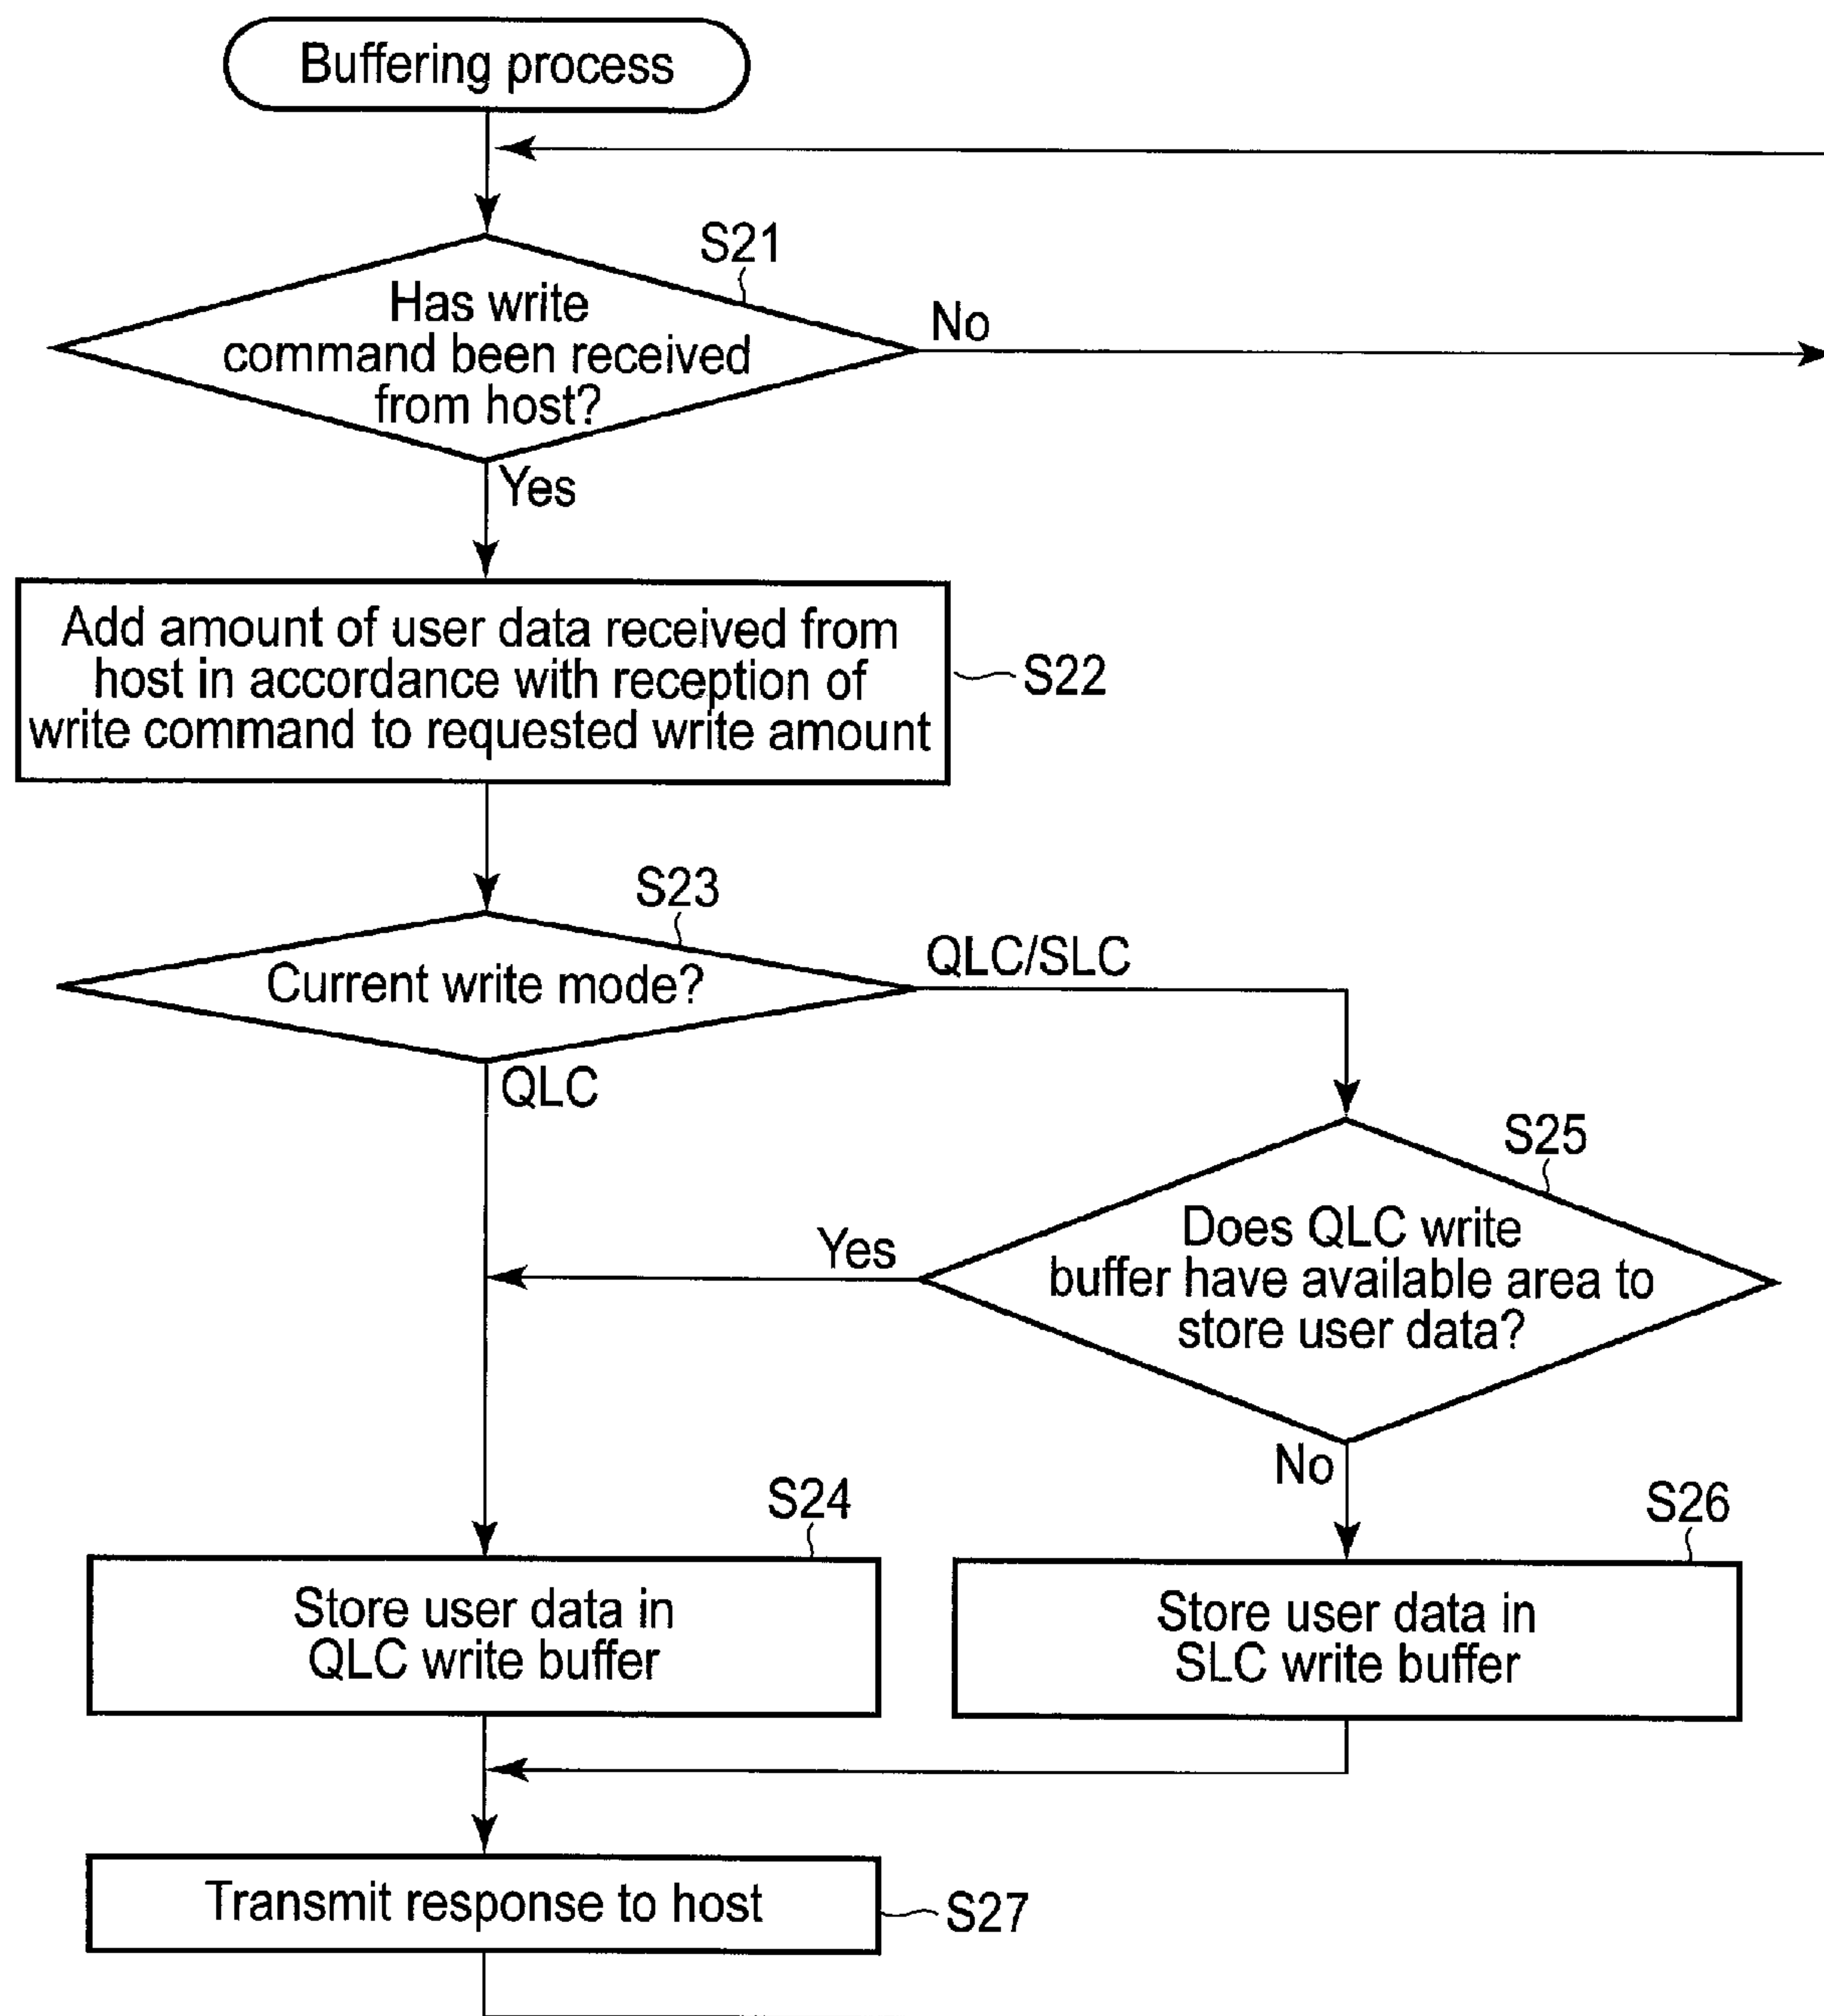 Buffering process
S21
Has write
command been received
from host?
No
Yes
Add amount of user data received from
host in accordance with reception of
write command to requested write amount
S22
S23
Current write mode?
QLC/SLC
QLC
S25
Does QLC write
buffer have available area to
store user data?
Yes
No
S24
Store user data in
QLC write buffer
S26
Store user data in
SLC write buffer
Transmit response to host
S27